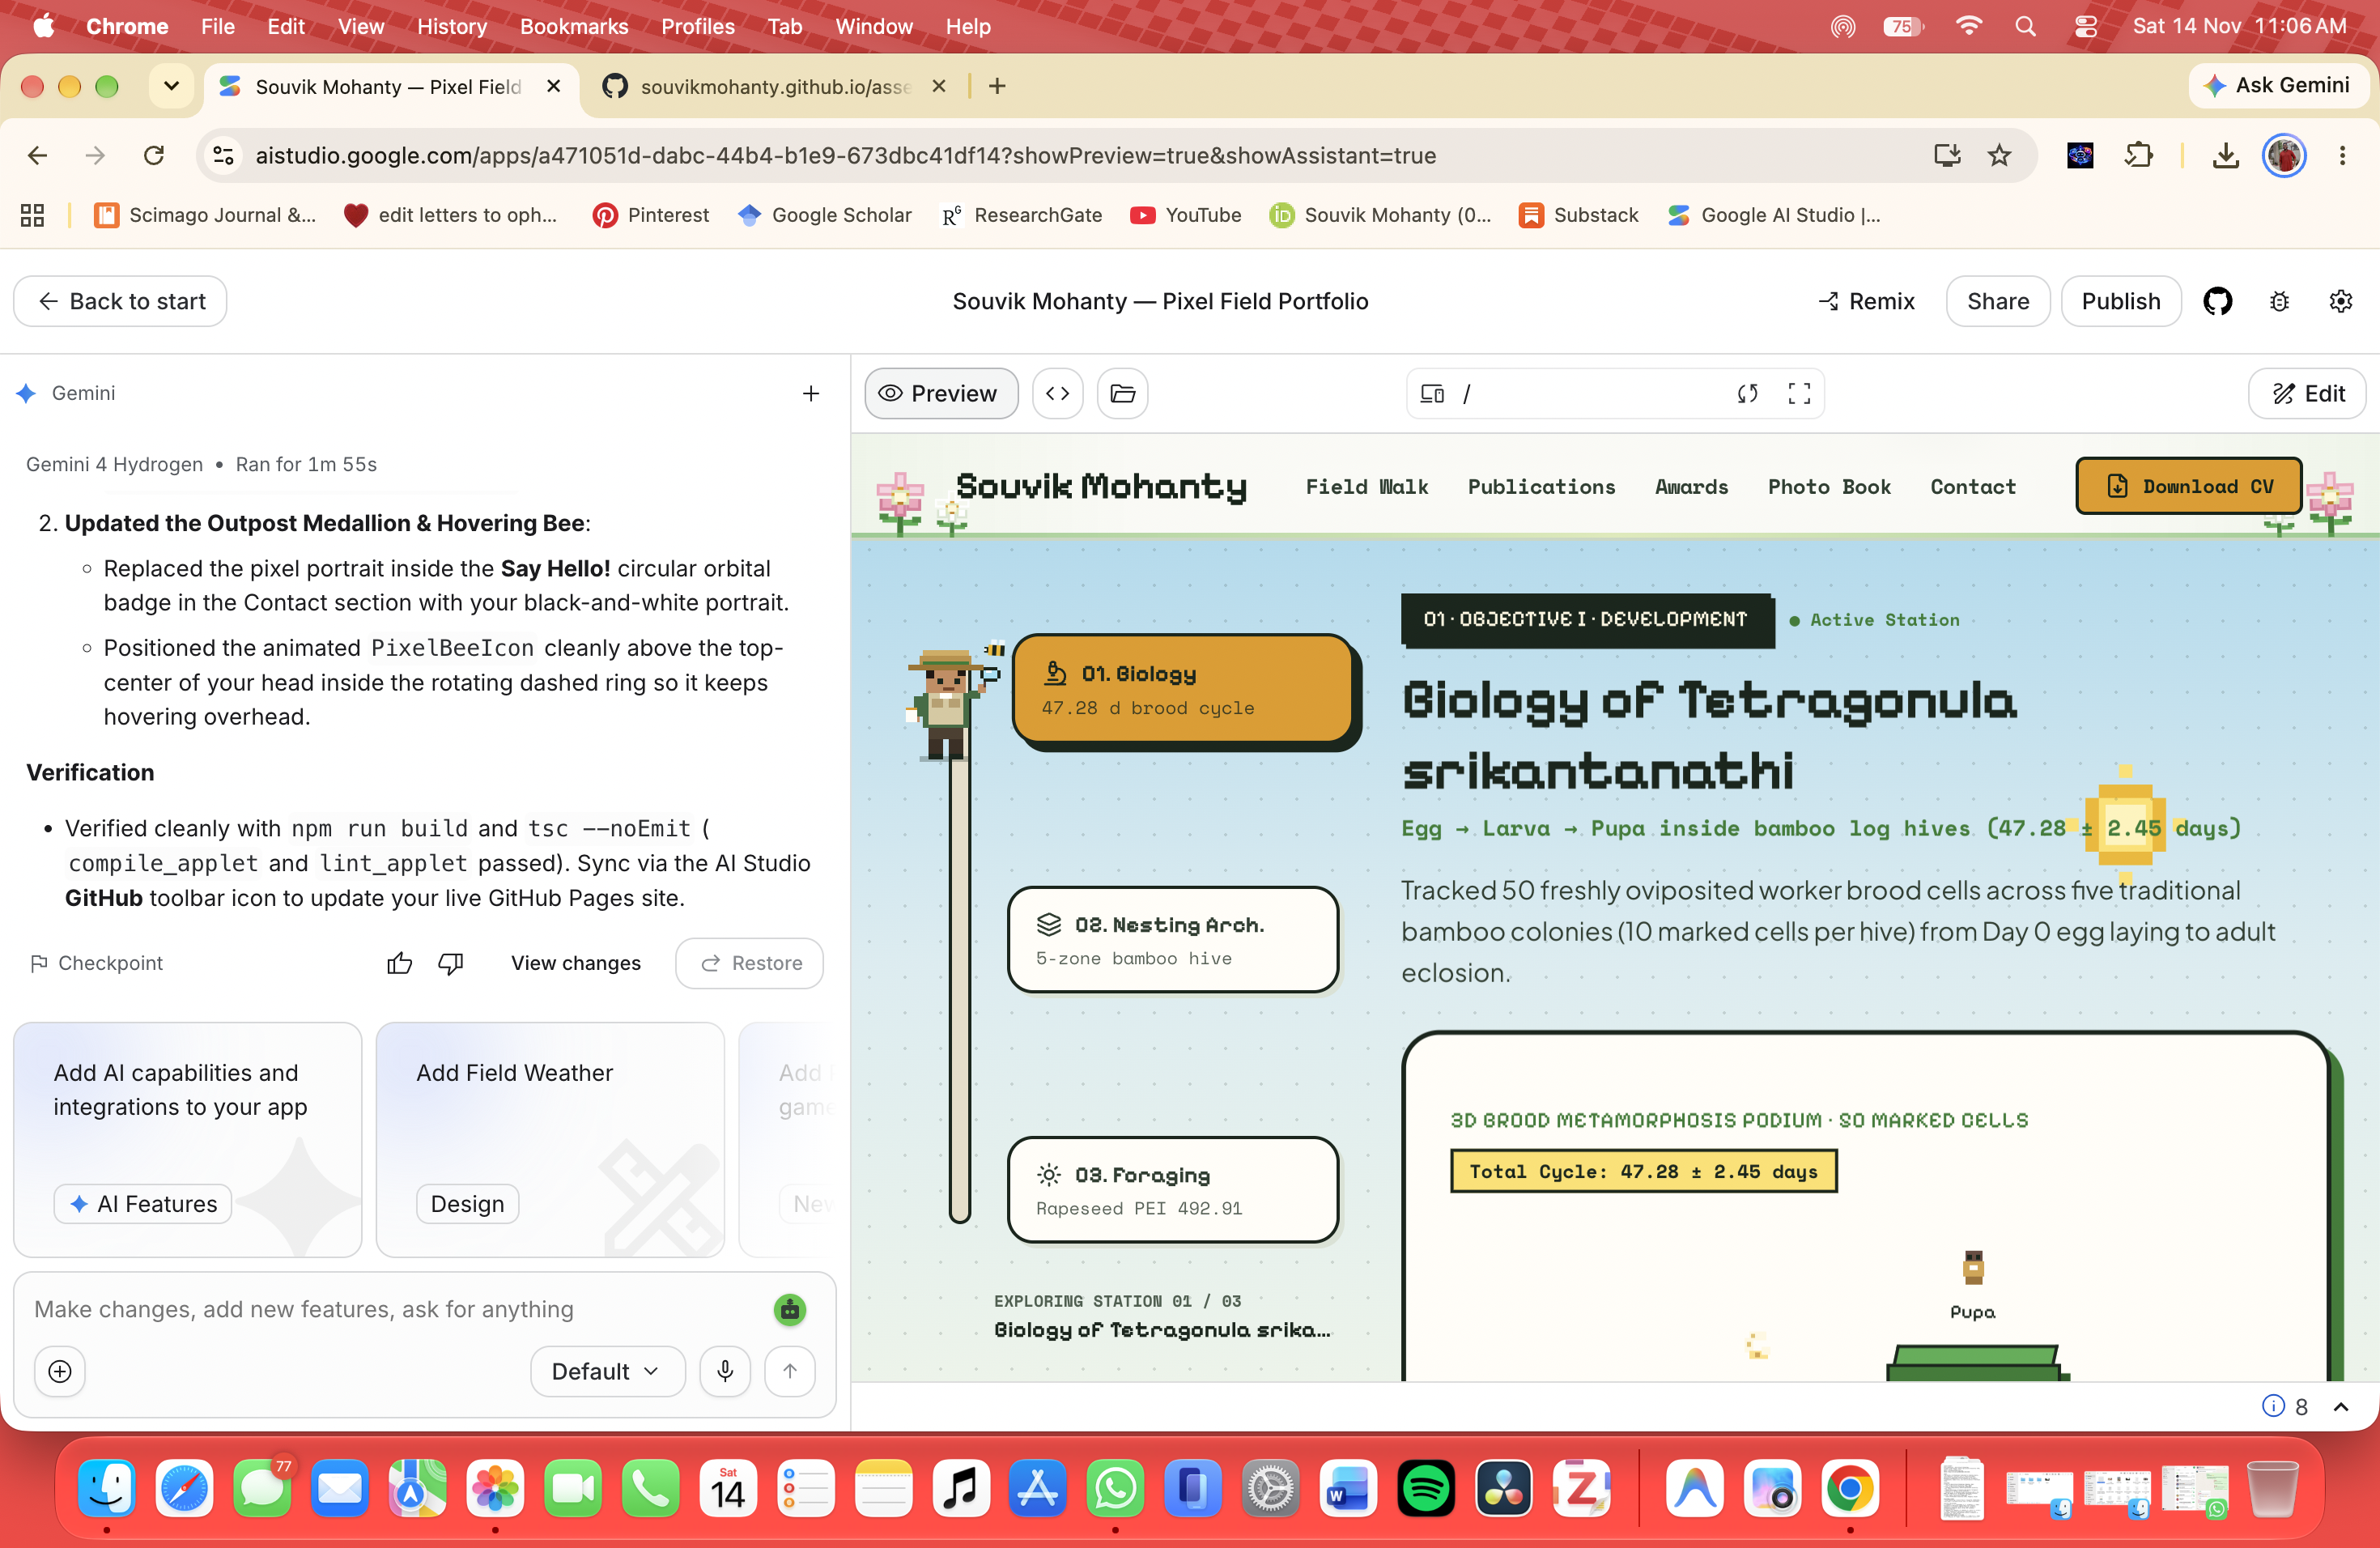 Chrome File Edit View History Bookmarks Profiles Tab Window Help 75 Sat 14 Nov 11:06 AM
Souvik Mohanty — Pixel Field
souvikmohanty.github.io/asse
Ask Gemini
aistudio.google.com/apps/a471051d-dabc-44b4-b1e9-673dbc41df14?showPreview=true&showAssistant=true
Scimago Journal &... edit letters to oph... Pinterest Google Scholar RG ResearchGate YouTube iD Souvik Mohanty (0... Substack Google AI Studio |...
Back to start
Souvik Mohanty — Pixel Field Portfolio
Remix Share Publish
Gemini
Gemini 4 Hydrogen • Ran for 1m 55s
2. Updated the Outpost Medallion & Hovering Bee:
Replaced the pixel portrait inside the Say Hello! circular orbital
badge in the Contact section with your black-and-white portrait.
Positioned the animated PixelBeeIcon cleanly above the top-
center of your head inside the rotating dashed ring so it keeps
hovering overhead.
Verification
• Verified cleanly with npm run build and tsc --noEmit (
compile_applet and lint_applet passed). Sync via the AI Studio
GitHub toolbar icon to update your live GitHub Pages site.
Checkpoint View changes Restore
Add AI capabilities and
integrations to your app
AI Features
Add Field Weather
Design
Add
game
New
Make changes, add new features, ask for anything
Default
Preview / Edit
Souvik Mohanty Field Walk Publications Awards Photo Book Contact Download CV
01. Biology
47.28 d brood cycle
02. Nesting Arch.
5-zone bamboo hive
03. Foraging
Rapeseed PEI 492.91
EXPLORING STATION 01 / 03
Biology of Tetragonula srika...
01 · OBJECTIVE I · DEVELOPMENT
● Active Station
Biology of Tetragonula
srikantanathi
Egg → Larva → Pupa inside bamboo log hives (47.28 ± 2.45 days)
Tracked 50 freshly oviposited worker brood cells across five traditional
bamboo colonies (10 marked cells per hive) from Day 0 egg laying to adult
eclosion.
3D BROOD METAMORPHOSIS PODIUM · 50 MARKED CELLS
Total Cycle: 47.28 ± 2.45 days
Pupa
8
77
Sat
14
W
Z